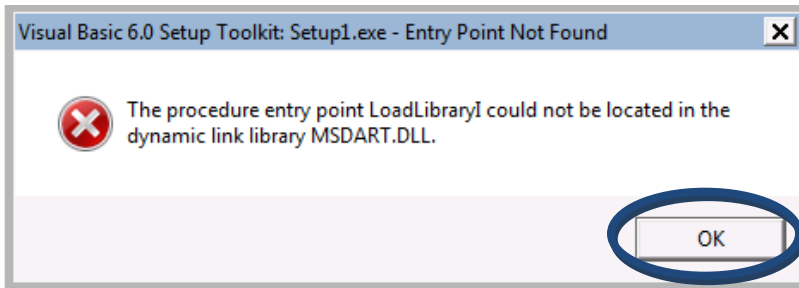 Visual Basic 6.0 Setup Toolkit: Setup1.exe - Entry Point Not Found
The procedure entry point LoadLibraryI could not be located in the
dynamic link library MSDART.DLL.
OK